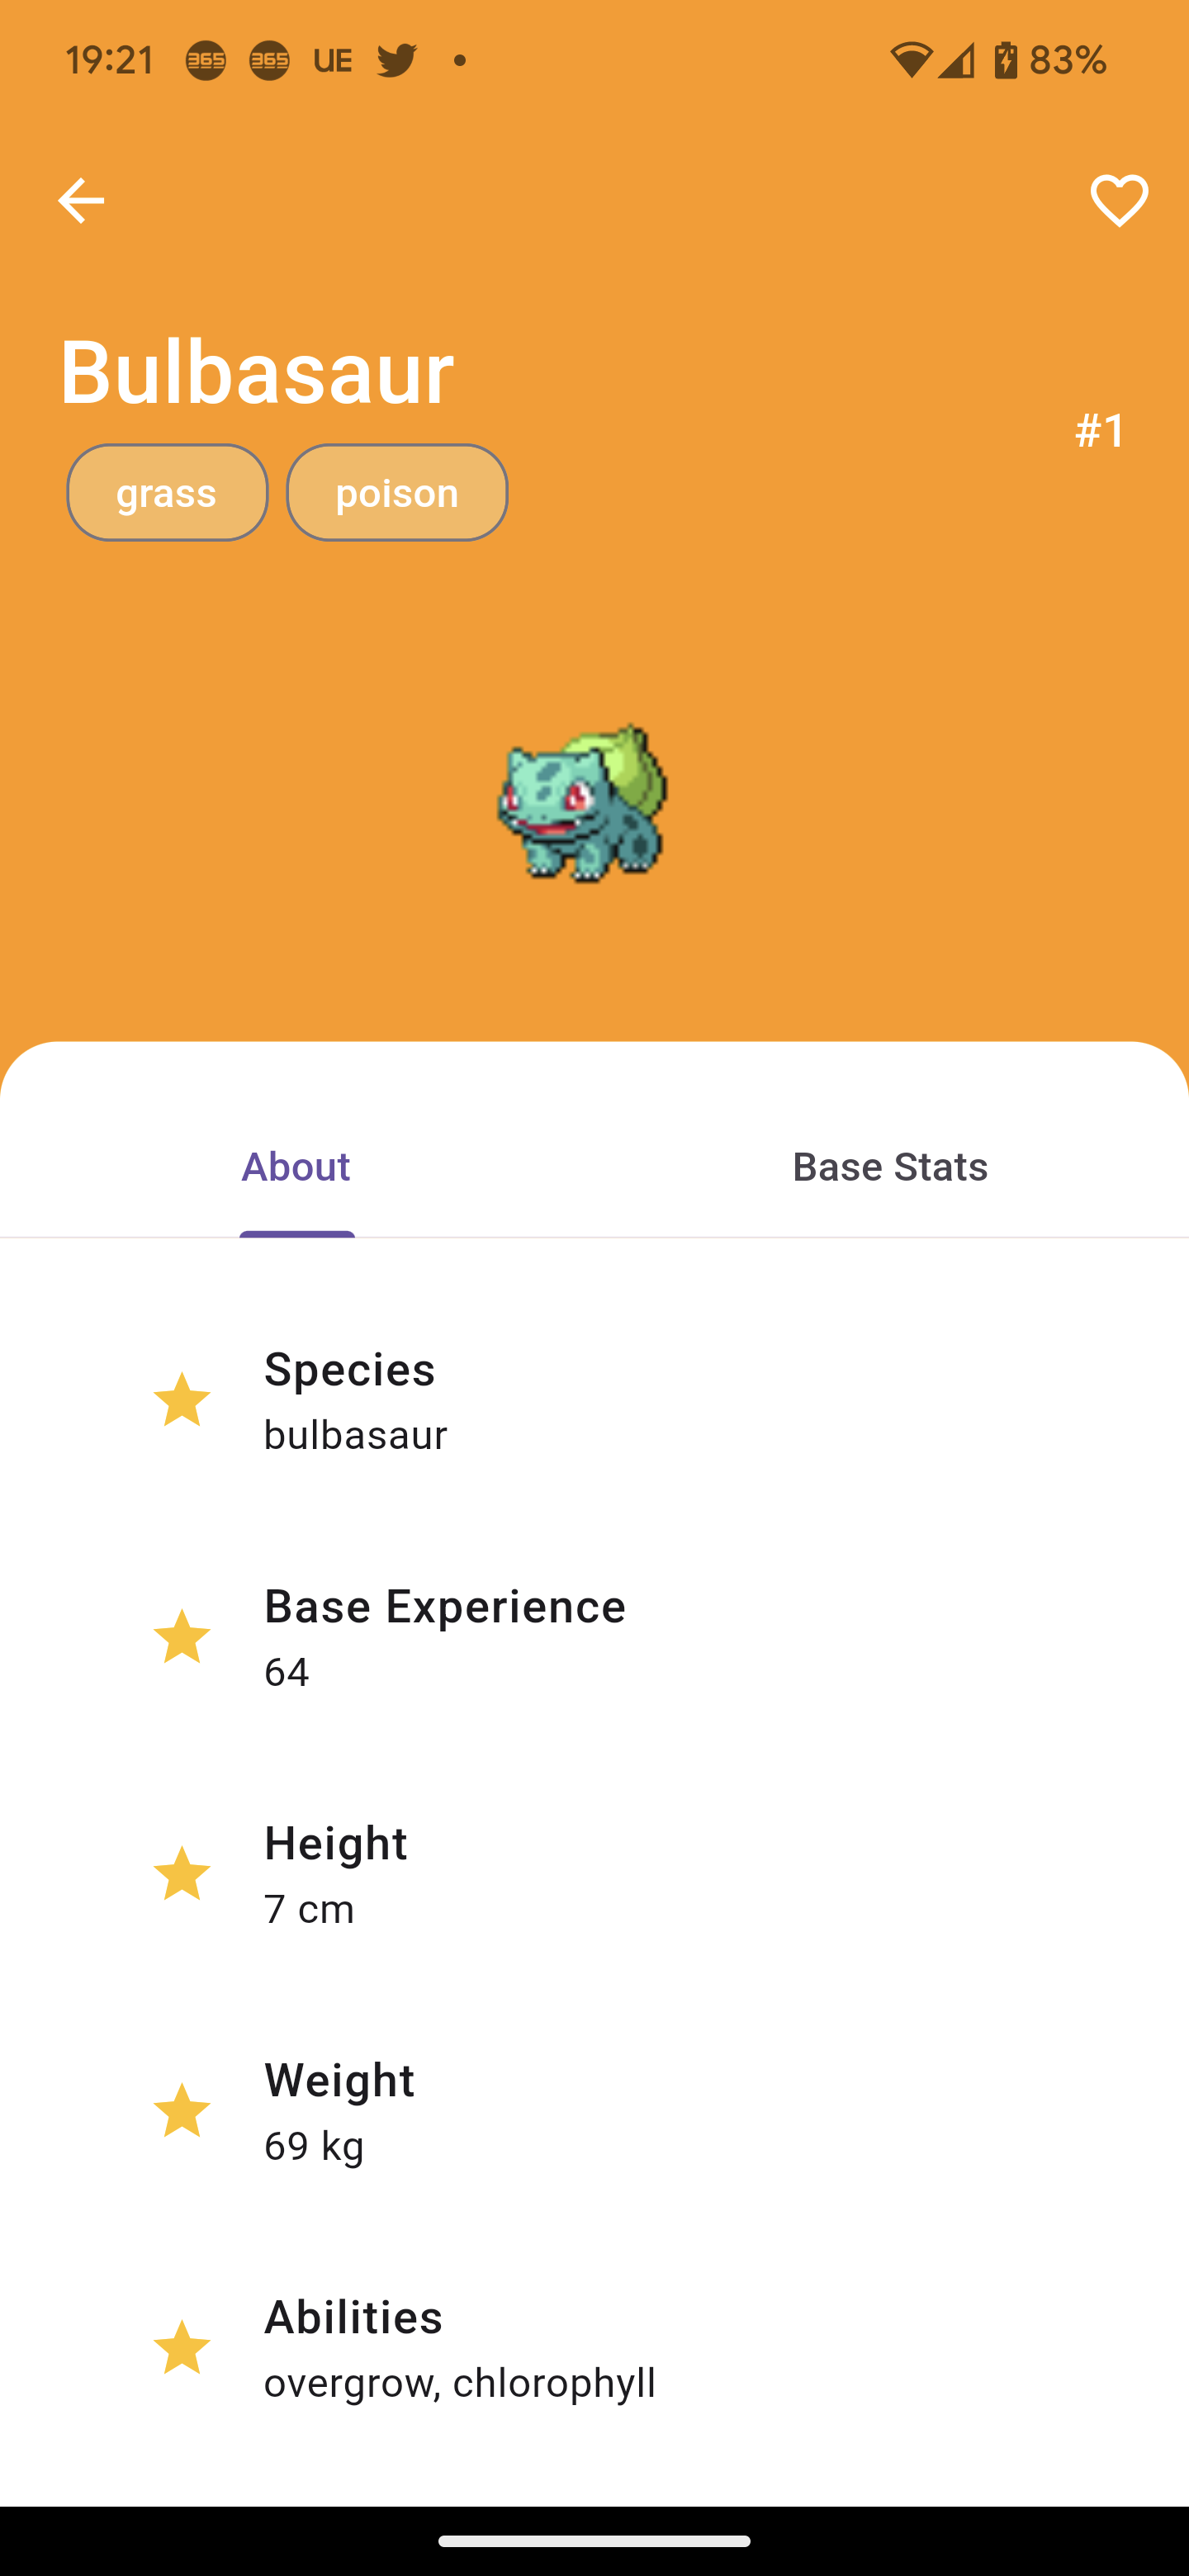 19:21 365 365 UE 83%
Bulbasaur
#1
grass poison
About Base Stats
Species
bulbasaur
Base Experience
64
Height
7 cm
Weight
69 kg
Abilities
overgrow, chlorophyll